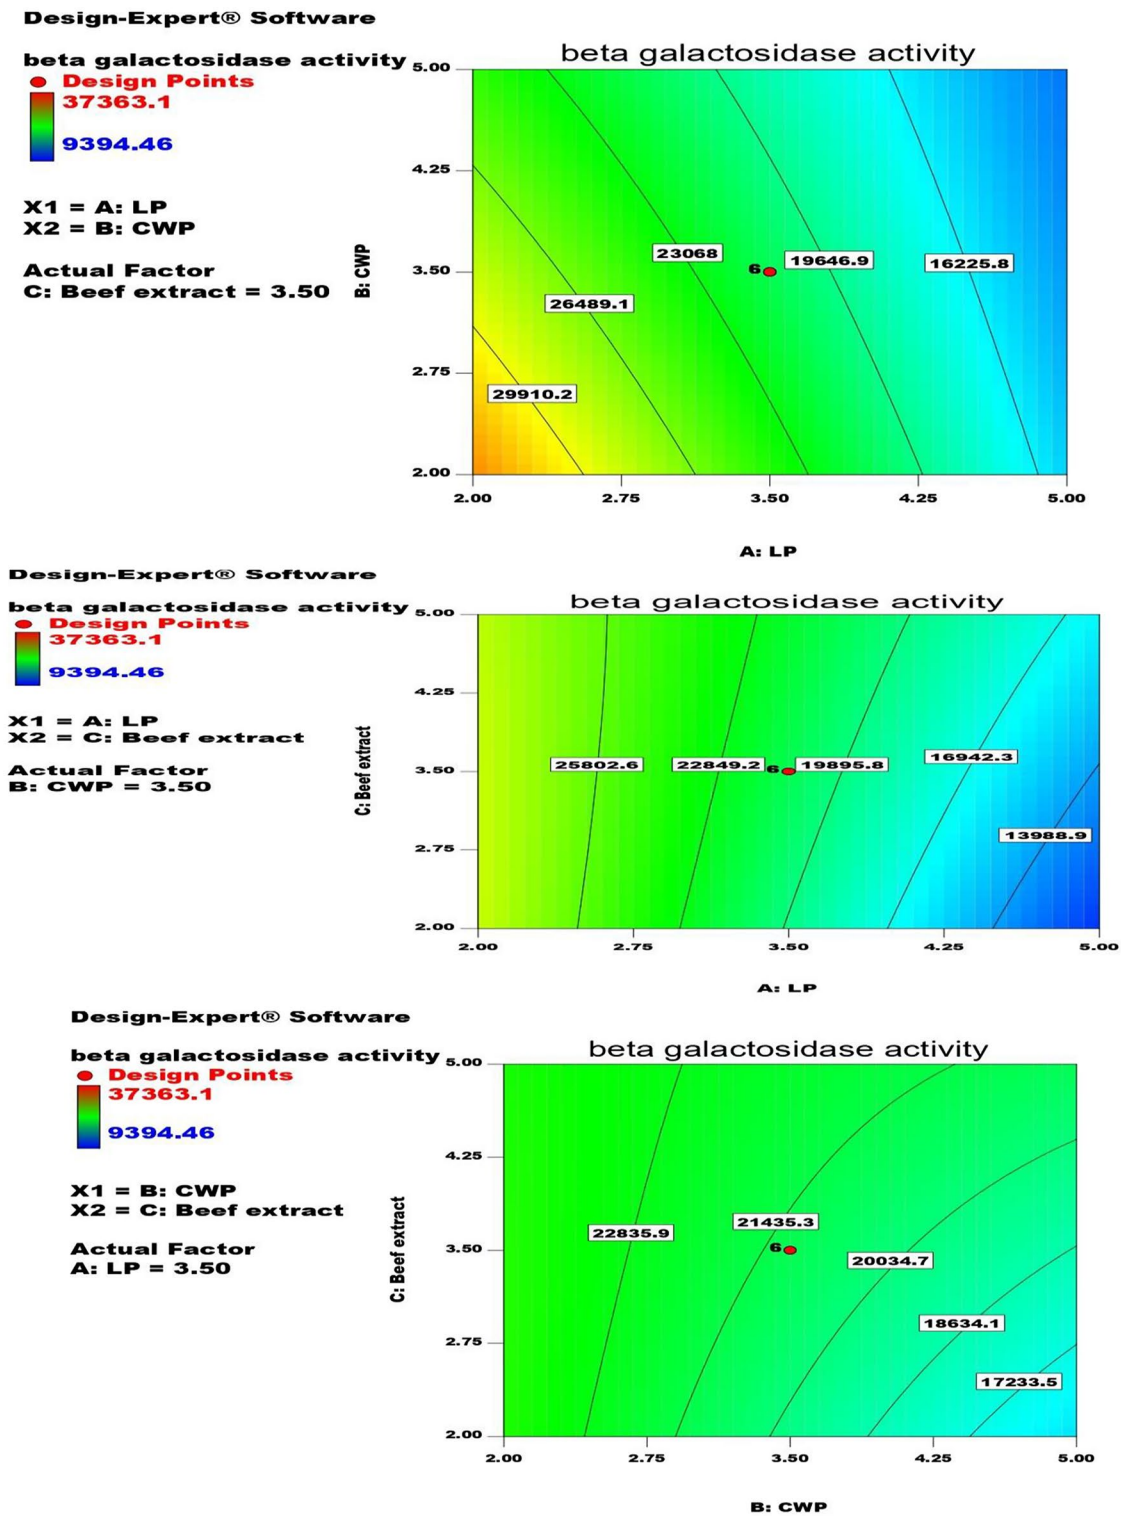 Design-Expert® Software
beta galactosidase activity
Design Points
37363.1
9394.46
X1 = A: LP
X2 = B: CWP
Actual Factor
C: Beef extract = 3.50
beta galactosidase activity
5.00
4.25
3.50
2.75
2.00
B: CWP
23068
6
19646.9
16225.8
26489.1
29910.2
2.00 2.75 3.50 4.25 5.00
A: LP
Design-Expert® Software
beta galactosidase activity
Design Points
37363.1
9394.46
X1 = A: LP
X2 = C: Beef extract
Actual Factor
B: CWP = 3.50
beta galactosidase activity
5.00
4.25
3.50
2.75
2.00
C: Beef extract
25802.6
22849.2
6
19895.8
16942.3
13988.9
2.00 2.75 3.50 4.25 5.00
A: LP
Design-Expert® Software
beta galactosidase activity
Design Points
37363.1
9394.46
X1 = B: CWP
X2 = C: Beef extract
Actual Factor
A: LP = 3.50
beta galactosidase activity
5.00
4.25
3.50
2.75
2.00
C: Beef extract
22835.9
21435.3
6
20034.7
18634.1
17233.5
2.00 2.75 3.50 4.25 5.00
B: CWP